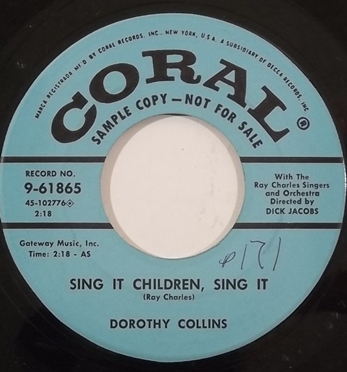 MARCA REGISTRADA MF'D. BY CORAL RECORDS, INC., NEW YORK, U.S.A. A SUBSIDIARY OF DECCA RECORDS, INC.
CORAL®
SAMPLE COPY—NOT FOR SALE
RECORD NO.
9-61865
45-102776
2:18
With The
Ray Charles Singers
and Orchestra
Directed by
DICK JACOBS
Gateway Music, Inc.
Time: 2:18 - AS
SING IT CHILDREN, SING IT
(Ray Charles)
DOROTHY COLLINS